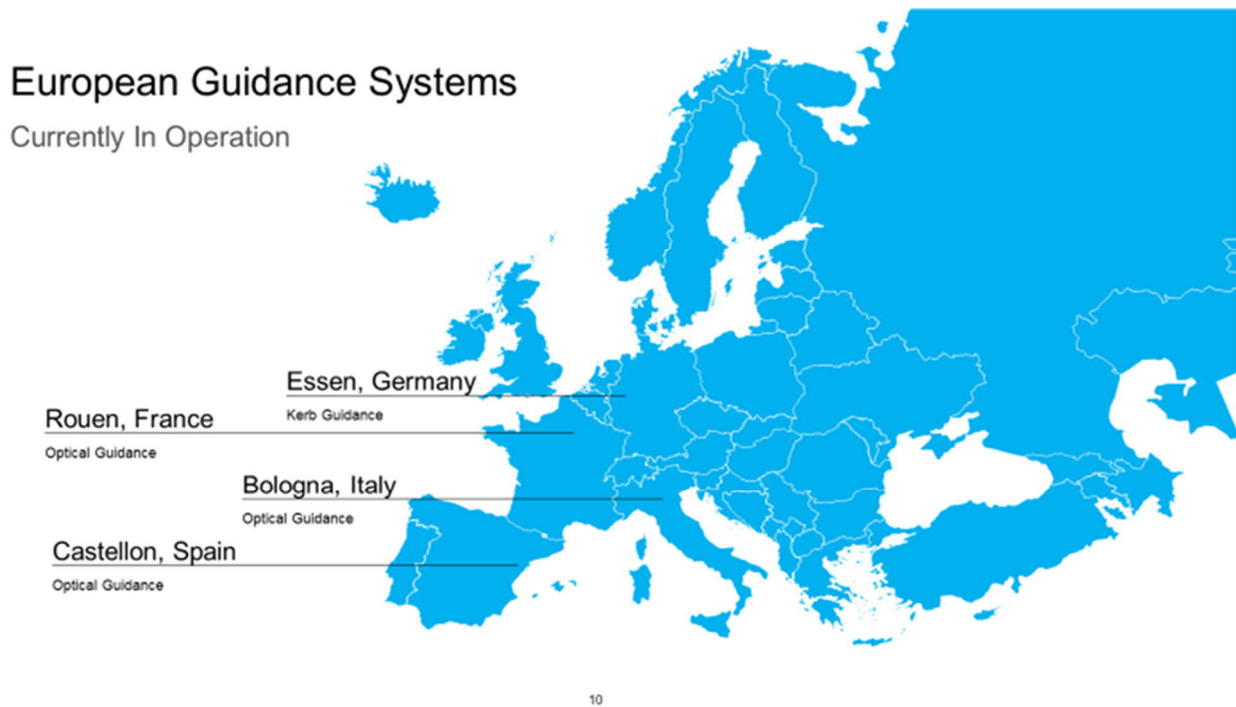 European Guidance Systems
Currently In Operation
Essen, Germany
Kerb Guidance
Rouen, France
Optical Guidance
Bologna, Italy
Optical Guidance
Castellon, Spain
Optical Guidance
10